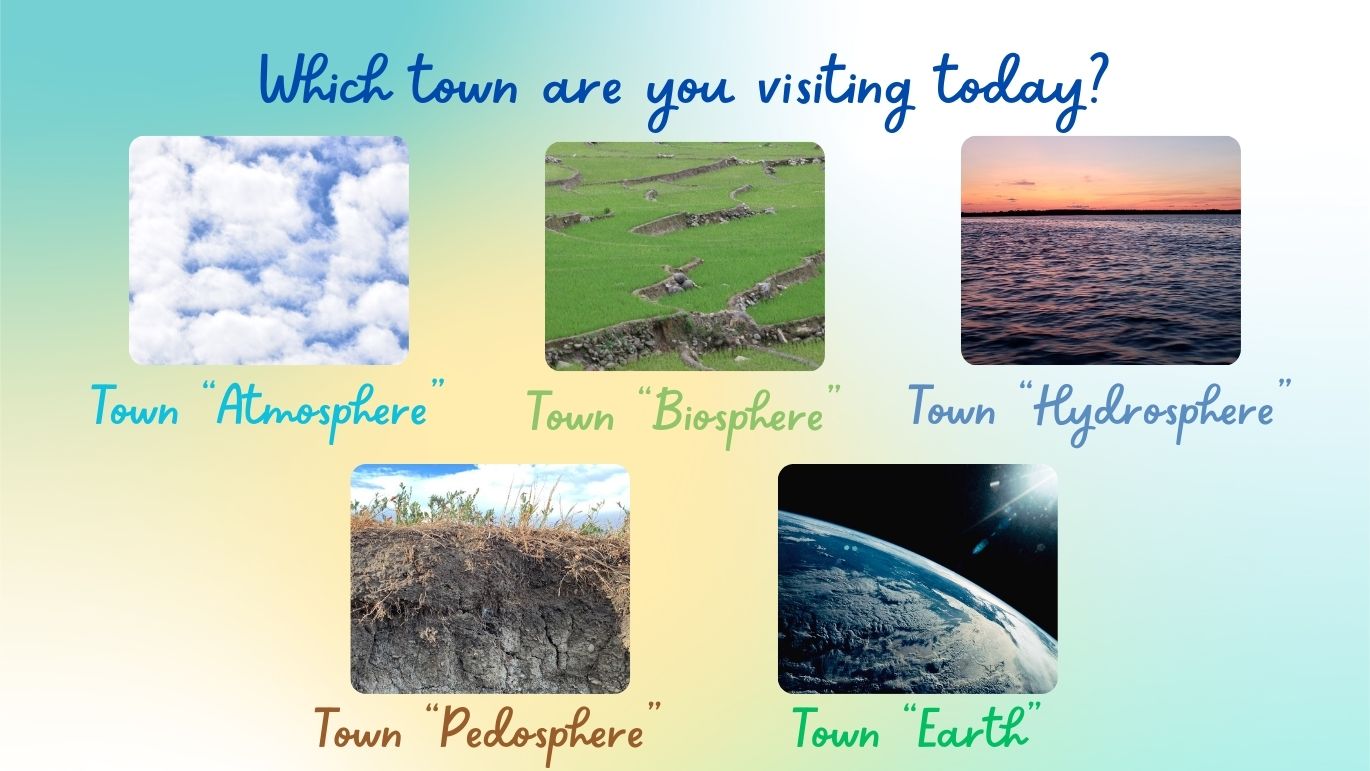 Which town are you visiting today?
Town “Atmosphere”
Town “Biosphere”
Town “Hydrosphere”
Town “Pedosphere”
Town “Earth”